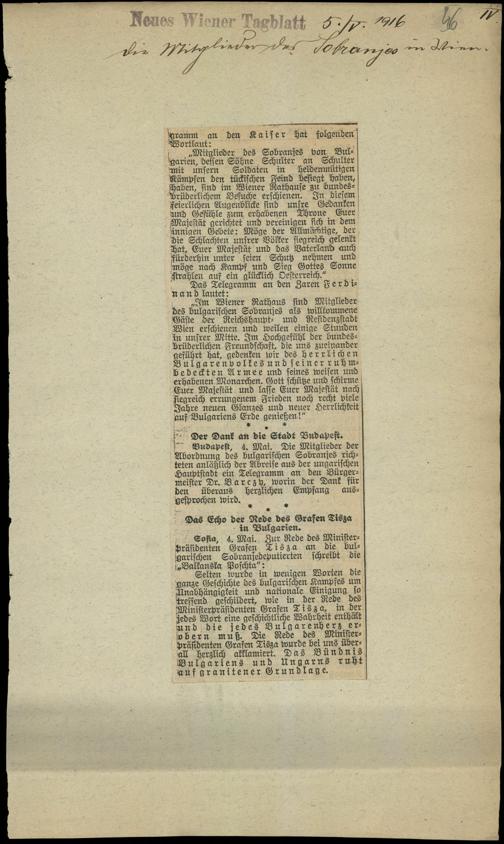 Neues Wiener Tagblatt 5./V. 1916 IV
Die Mitglieder des Sobranjes in Wien.
gramm an den Kaiser hat folgenden
Wortlaut:
„Mitglieder des Sobranjes von Bul-
garien, dessen Söhne Schulter an Schulter
mit unsern Soldaten in heldenmütigen
Kämpfen den tückischen Feind besiegt haben,
haben, sind im Wiener Rathause zu bundes-
brüderlichem Besuche erschienen. In diesem
feierlichen Augenblicke sind unsre Gedanken
und Gefühle zum erhabenen Throne Euer
Majestät gerichtet und vereinigen sich in dem
innigen Gebete: Möge der Allmächtige, der
die Schlachten unsrer Völker siegreich gelenkt
hat, Euer Majestät und das Vaterland auch
fürderhin unter seinen Schutz nehmen und
möge nach Kampf und Sieg Gottes Sonne
strahlen auf ein glücklich Oesterreich.“
Das Telegramm an den Zaren Ferdi-
nand lautet:
„Im Wiener Rathaus sind Mitglieder
des bulgarischen Sobranjes als willkommene
Gäste der Reichshaupt- und Residenzstadt
Wien erschienen und weilen einige Stunden
in unsrer Mitte. Im Hochgefühl der bundes-
brüderlichen Freundschaft, die uns zueinander
geführt hat, gedenken wir des herrlichen
Bulgarenvolkes und seiner ruhm-
bedeckten Armee und seines weisen und
erhabenen Monarchen. Gott schütze und schirme
Euer Majestät und lasse Euer Majestät nach
siegreich errungenem Frieden noch recht viele
Jahre neuen Glanzes und neuer Herrlichkeit
auf Bulgariens Erde genießen!“
* * *
Der Dank an die Stadt Budapest.
Budapest, 4. Mai. Die Mitglieder der
Abordnung des bulgarischen Sobranjes rich-
teten anläßlich der Abreise aus der ungarischen
Hauptstadt ein Telegramm an den Bürger-
meister Dr. Barczy, worin der Dank für
den überaus herzlichen Empfang aus-
gesprochen wird.
* * *
Das Echo der Rede des Grafen Tisza
in Bulgarien.
Sofia, 4. Mai. Zur Rede des Minister-
präsidenten Grafen Tisza an die bul-
garischen Sobranjedeputierten schreibt die
„Balkanska Poschta“:
Selten wurde in wenigen Worten die
ganze Geschichte des bulgarischen Kampfes um
Unabhängigkeit und nationale Einigung so
treffend geschildert, wie in der Rede des
Ministerpräsidenten Grafen Tisza, in der
jedes Wort eine geschichtliche Wahrheit enthält
und die jedes Bulgarenherz er-
obern muß. Die Rede des Minister-
präsidenten Grafen Tisza wurde bei uns über-
all herzlich akklamiert. Das Bündnis
Bulgariens und Ungarns ruht
auf granitener Grundlage.